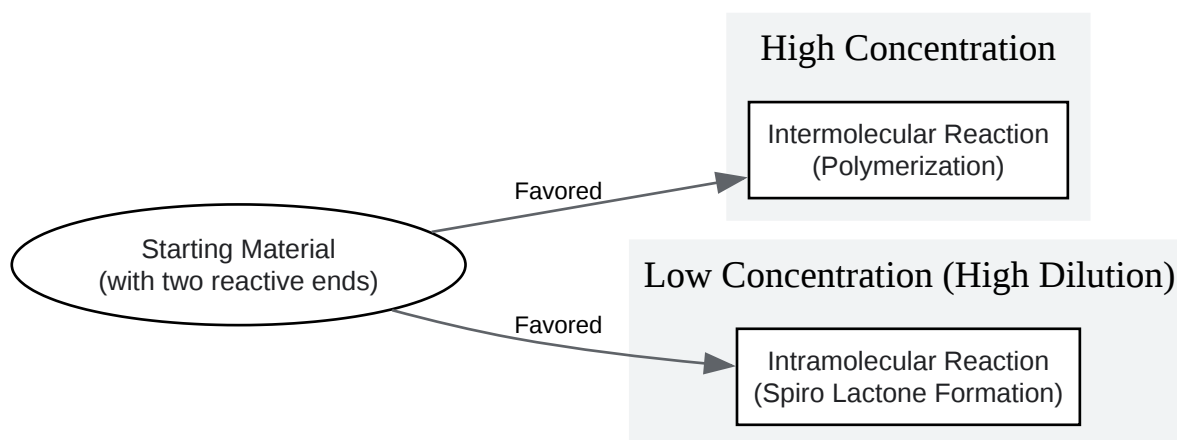 High Concentration
Intermolecular Reaction
(Polymerization)
Favored
Starting Material
(with two reactive ends)
Low Concentration (High Dilution)
Favored
Intramolecular Reaction
(Spiro Lactone Formation)